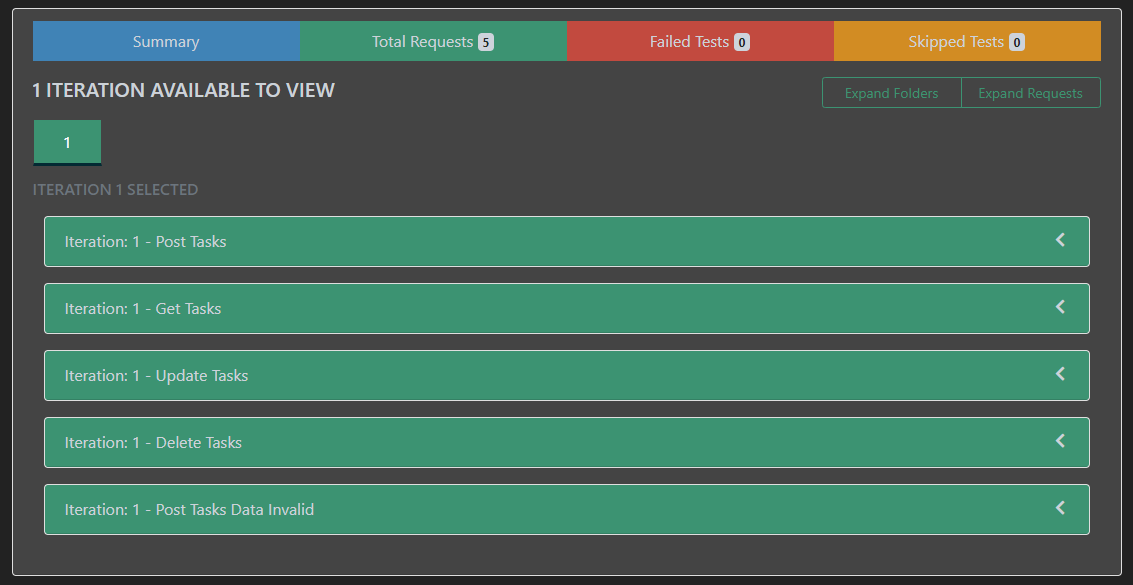 Summary
Total Requests 5
Failed Tests 0
Skipped Tests 0
1 ITERATION AVAILABLE TO VIEW
Expand Folders
Expand Requests
1
ITERATION 1 SELECTED
Iteration: 1 - Post Tasks
Iteration: 1 - Get Tasks
Iteration: 1 - Update Tasks
Iteration: 1 - Delete Tasks
Iteration: 1 - Post Tasks Data Invalid